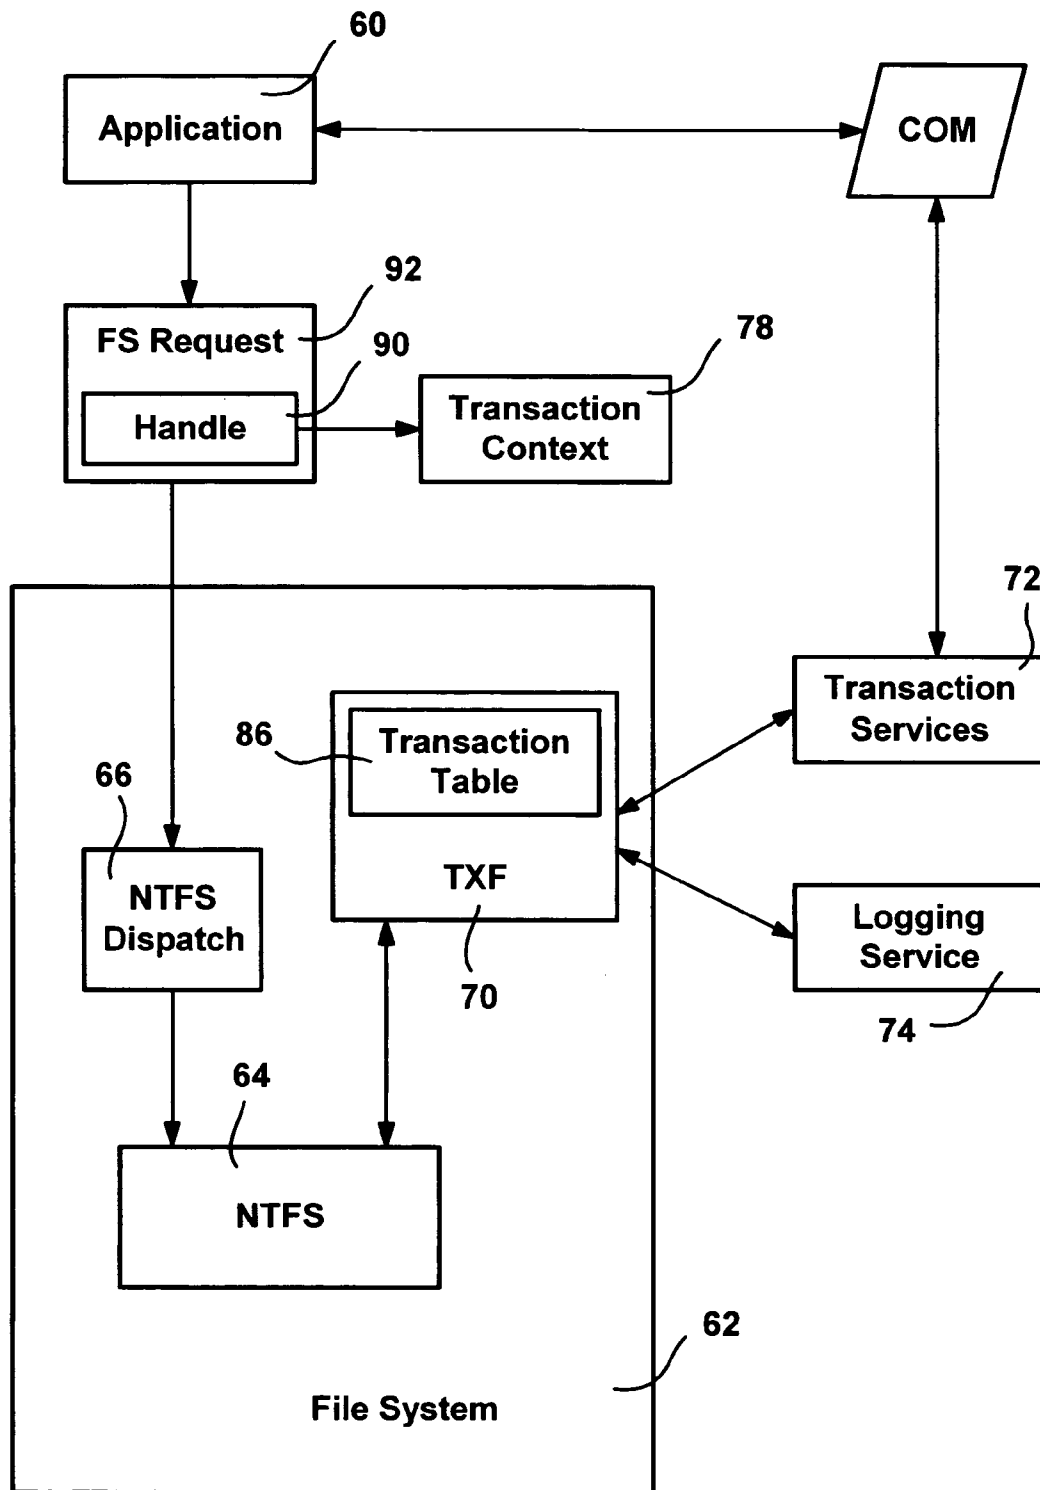 60
Application
COM
92
FS Request
90
Handle
78
Transaction
Context
72
Transaction
Services
86
Transaction
Table
66
NTFS
Dispatch
TXF
70
Logging
Service
74
64
NTFS
62
File System